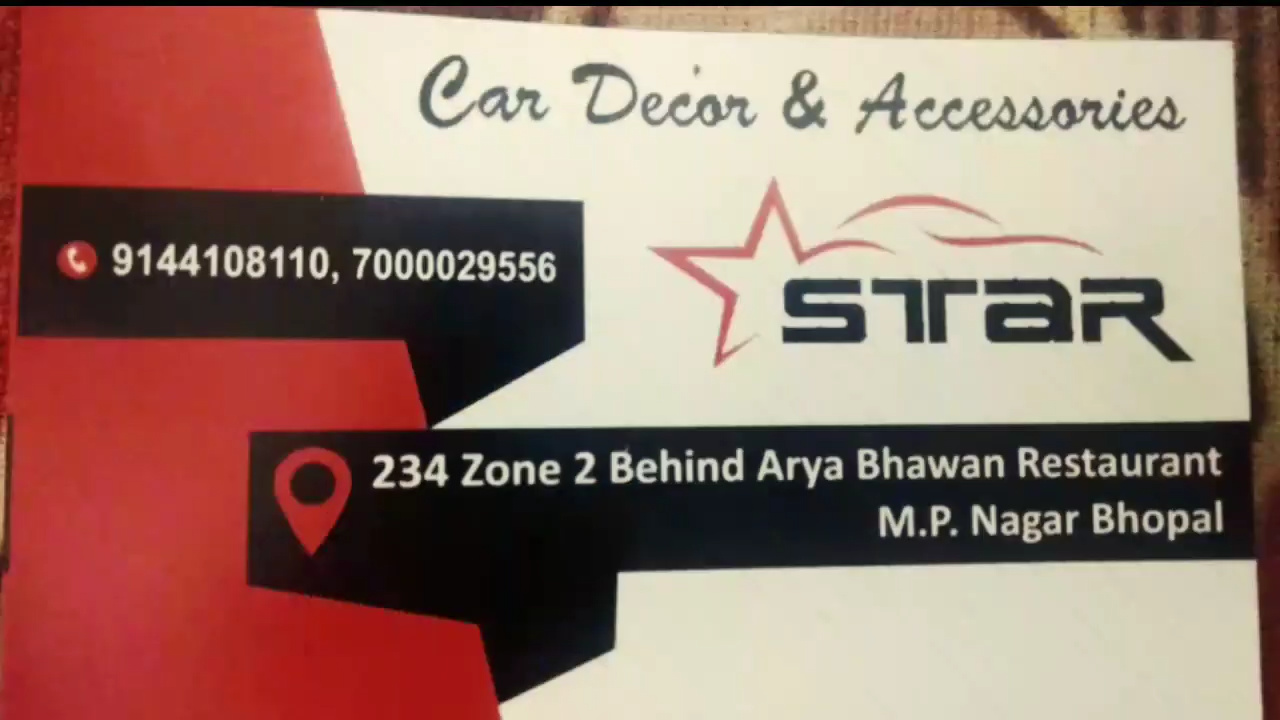 Car Decor & Accessories
STAR
9144108110, 7000029556
234 Zone 2 Behind Arya Bhawan Restaurant
M.P. Nagar Bhopal